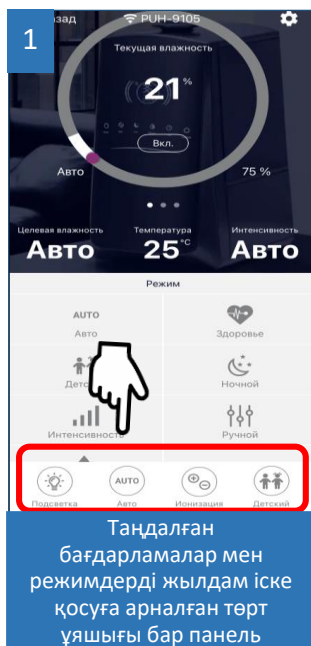 1
зад
PUH-9105
Текущая влажность
21%
Вкл.
Авто
75 %
Целевая влажность
Температура
Интенсивность
Авто
25°C
Авто
Режим
AUTO
Авто
Здоровье
Детс
Ночной
Интенсивность
Ручной
AUTO
Подсветка
Авто
Ионизация
Детский
Таңдалған
бағдарламалар мен
режимдерді жылдам іске
қосуға арналған төрт
ұяшығы бар панель